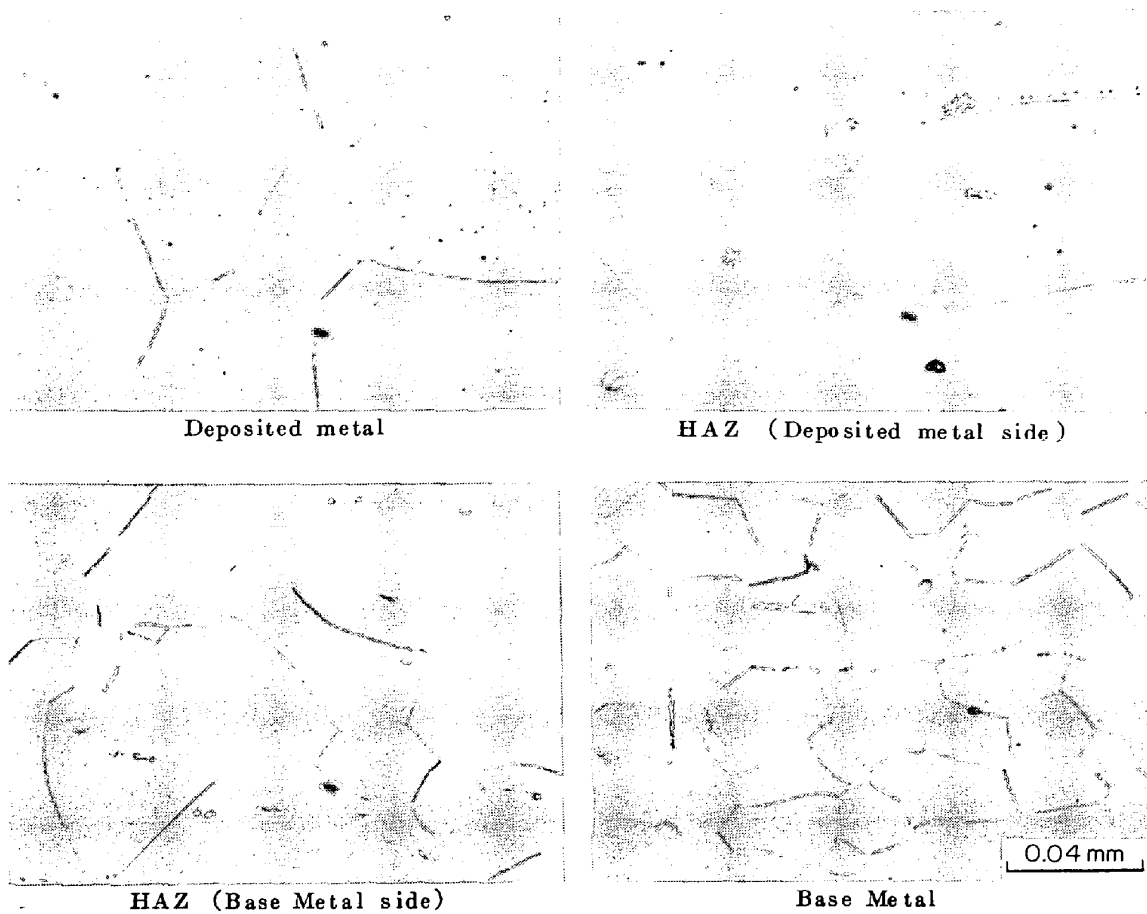 Deposited metal
HAZ (Deposited metal side)
0.04 mm
HAZ (Base Metal side)
Base Metal